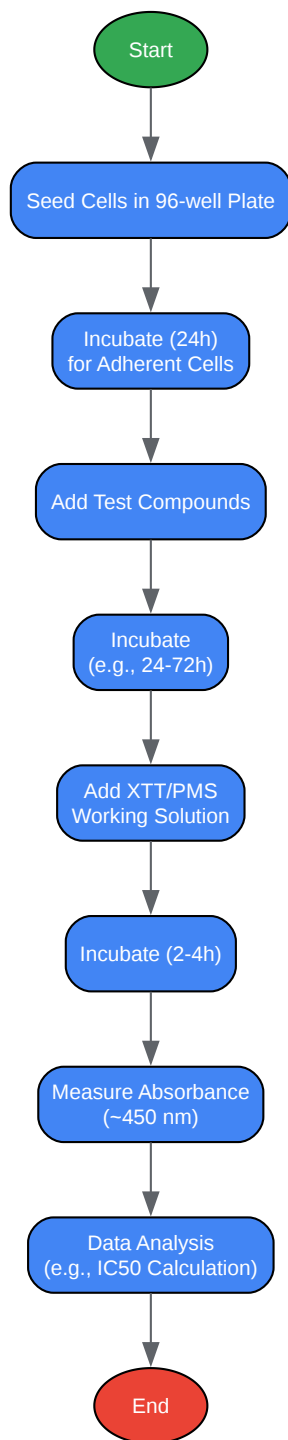 Start
Seed Cells in 96-well Plate
Incubate (24h)
for Adherent Cells
Add Test Compounds
Incubate
(e.g., 24-72h)
Add XTT/PMS
Working Solution
Incubate (2-4h)
Measure Absorbance
(~450 nm)
Data Analysis
(e.g., IC50 Calculation)
End